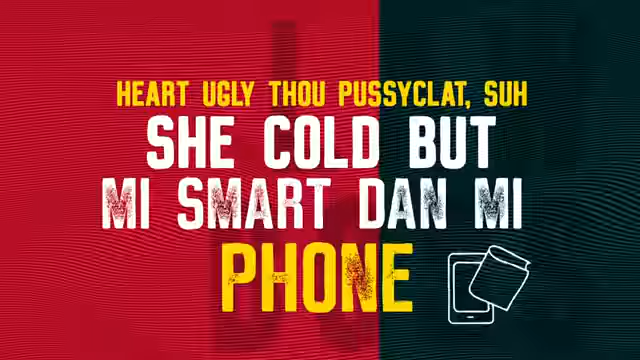 HEART UGLY THOU PUSSYCLAT, SUH
SHE COLD BUT
MI SMART DAN MI
PHONE